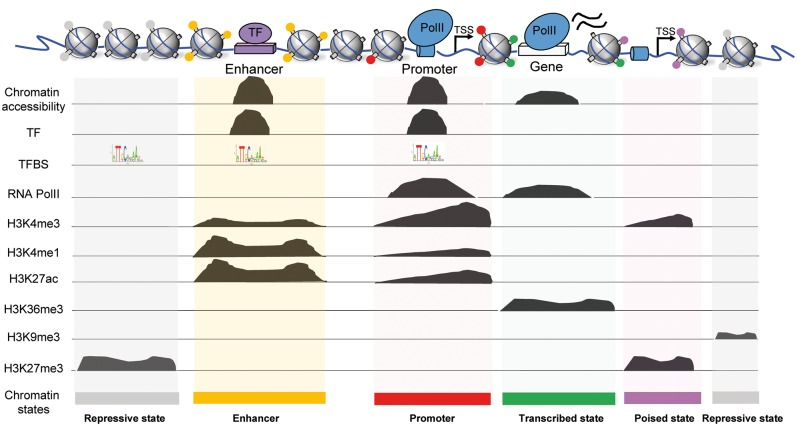 PolII
PolII
TSS
TSS
TF
Enhancer
Promoter
Gene
Chromatin
accessibility
TF
TFBS
RNA PolII
H3K4me3
H3K4me1
H3K27ac
H3K36me3
H3K9me3
H3K27me3
Chromatin
states
Repressive state
Enhancer
Promoter
Transcribed state
Poised state
Repressive state